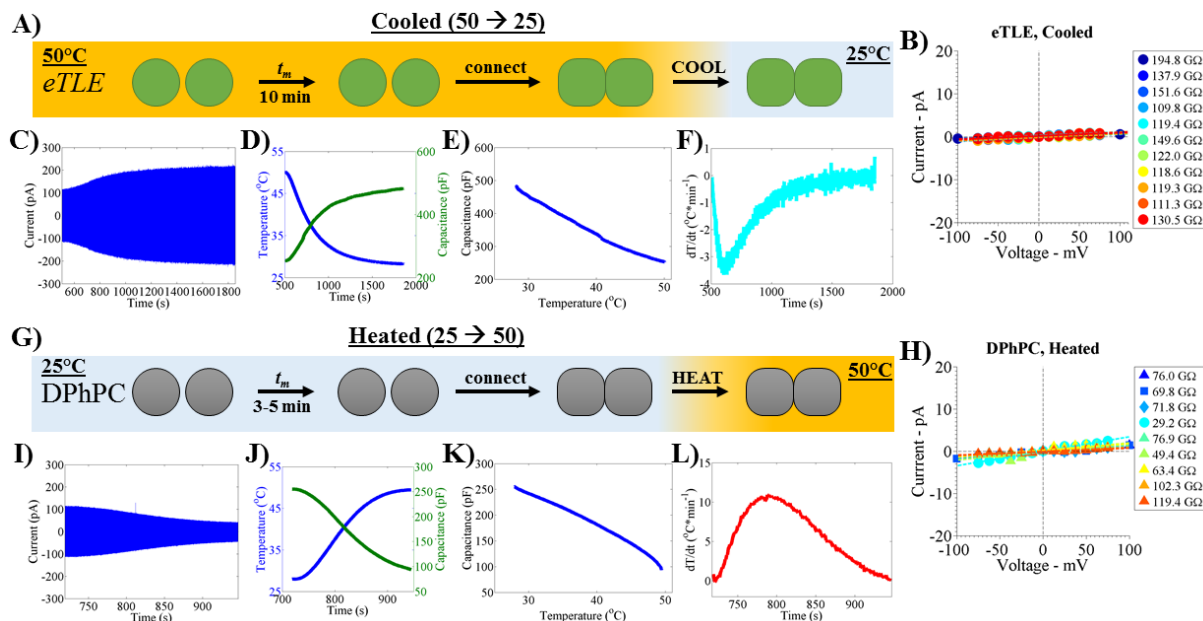 A)
Cooled (50 → 25)
50°C
eTLE
tm
10 min
connect
COOL
25°C
B)
eTLE, Cooled
Currrent - pA
20
10
0
-10
-20
-100 -50 0 50 100
Voltage - mV
194.8 GΩ
137.9 GΩ
151.6 GΩ
109.8 GΩ
119.4 GΩ
149.6 GΩ
122.0 GΩ
118.6 GΩ
119.3 GΩ
111.3 GΩ
130.5 GΩ
C)
Current (pA)
300
200
100
0
-100
-200
-300
600 800 1000 1200 1400 1600 1800
Time (s)
D)
Temperature (°C)
55
45
35
25
500 1000 1500 2000
Time (s)
600
400
200
Capacitance (pF)
E)
Capacitance (pF)
600
500
400
300
200
30 40 50
Temperature (°C)
F)
dT/dt (°C*min⁻¹)
1
0
-1
-2
-3
-4
500 1000 1500 2000
Time (s)
G)
Heated (25 → 50)
25°C
DPhPC
tm
3-5 min
connect
HEAT
50°C
H)
DPhPC, Heated
Currrent - pA
20
10
0
-10
-20
-100 -50 0 50 100
Voltage - mV
76.0 GΩ
69.8 GΩ
71.8 GΩ
29.2 GΩ
76.9 GΩ
49.4 GΩ
63.4 GΩ
102.3 GΩ
119.4 GΩ
I)
Current (pA)
300
200
100
0
-100
-200
-300
750 800 850 900
Time (s)
J)
Temperature (°C)
55
45
35
25
700 800 900
Time (s)
300
250
200
150
100
50
Capacitance (pF)
K)
Capacitance (pF)
300
250
200
150
100
50
30 40 50
Temperature (°C)
L)
dT/dt (°C*min⁻¹)
15
10
5
0
750 800 850 900
Time (s)